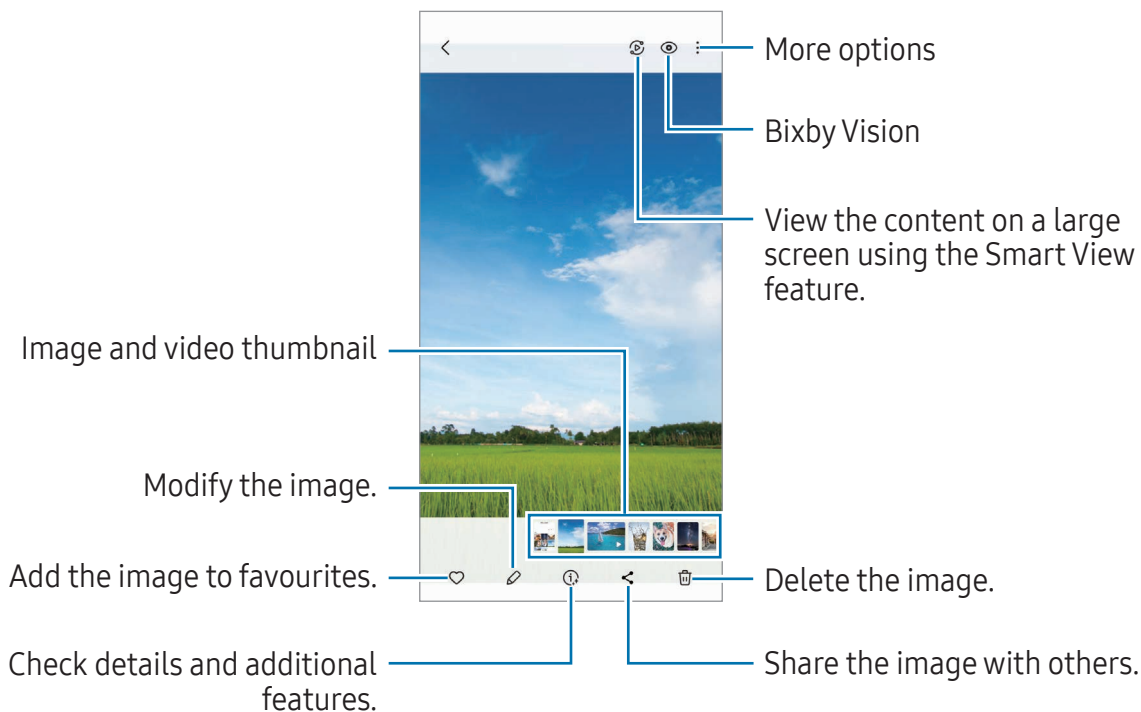 More options
Bixby Vision
View the content on a large
screen using the Smart View
feature.
Image and video thumbnail
Modify the image.
Add the image to favourites.
Delete the image.
Check details and additional
features.
Share the image with others.